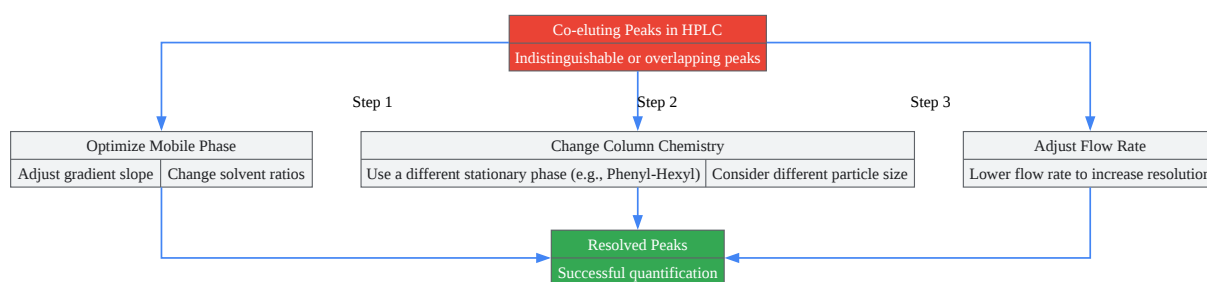 Co-eluting Peaks in HPLC
Indistinguishable or overlapping peaks
Step 1
Step 2
Step 3
Optimize Mobile Phase
Adjust gradient slope
Change solvent ratios
Change Column Chemistry
Use a different stationary phase (e.g., Phenyl-Hexyl)
Consider different particle size
Adjust Flow Rate
Lower flow rate to increase resolution
Resolved Peaks
Successful quantification